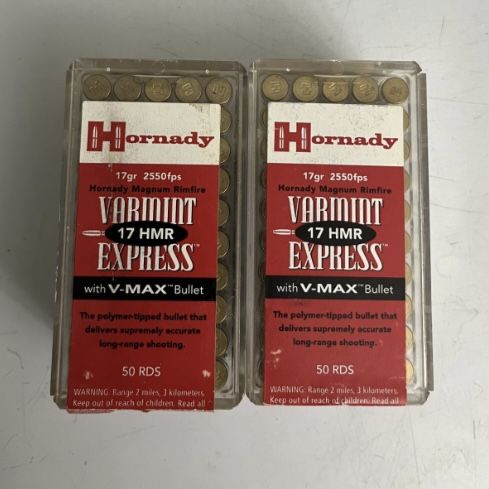 Hornady
17gr 2550fps
Hornady Magnum Rimfire
VARMINT
17 HMR
EXPRESS™
with V-MAX™ Bullet
The polymer-tipped bullet that
delivers supremely accurate
long-range shooting.
50 RDS
WARNING: Range 2 miles, 3 kilometers.
Keep out of reach of children. Read all
Hornady
17gr 2550fps
Hornady Magnum Rimfire
VARMINT
17 HMR
EXPRESS™
with V-MAX™ Bullet
The polymer-tipped bullet that
delivers supremely accurate
long-range shooting.
50 RDS
WARNING: Range 2 miles, 3 kilometers.
Keep out of reach of children. Read all